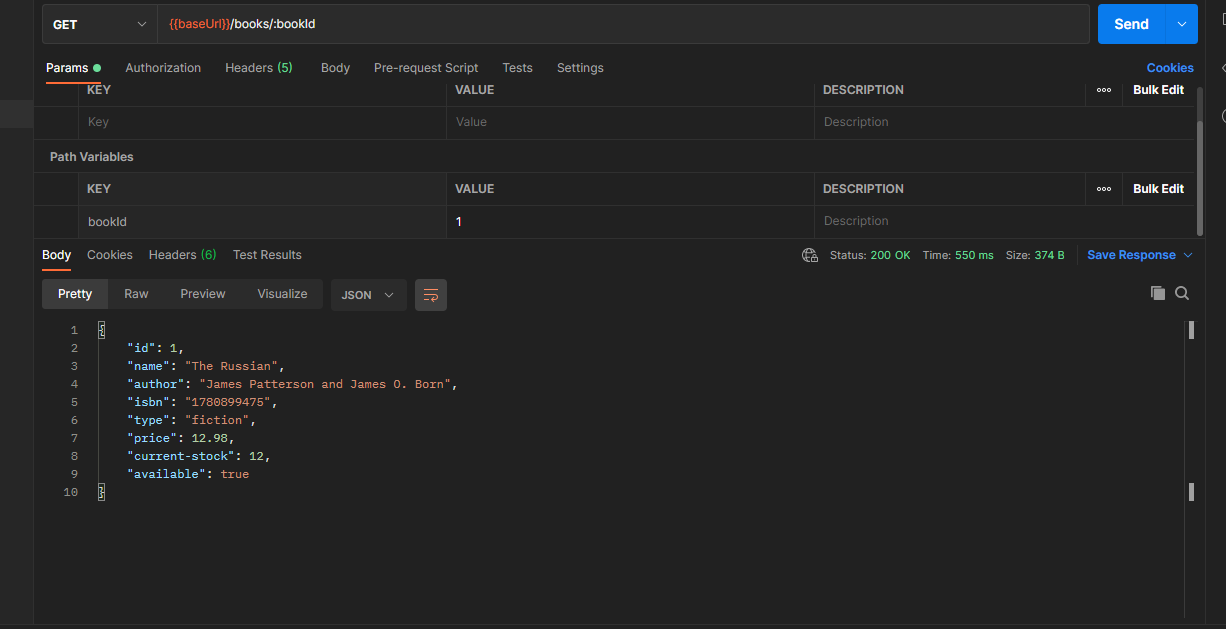 GET {{baseUrl}}/books/:bookId Send
Params Authorization Headers (5) Body Pre-request Script Tests Settings Cookies
KEY VALUE DESCRIPTION ooo Bulk Edit
Key Value Description
Path Variables
KEY VALUE DESCRIPTION ooo Bulk Edit
bookId 1 Description
Body Cookies Headers (6) Test Results Status: 200 OK Time: 550 ms Size: 374 B Save Response
Pretty Raw Preview Visualize JSON
1 {
2 "id": 1,
3 "name": "The Russian",
4 "author": "James Patterson and James O. Born",
5 "isbn": "1780899475",
6 "type": "fiction",
7 "price": 12.98,
8 "current-stock": 12,
9 "available": true
10 }